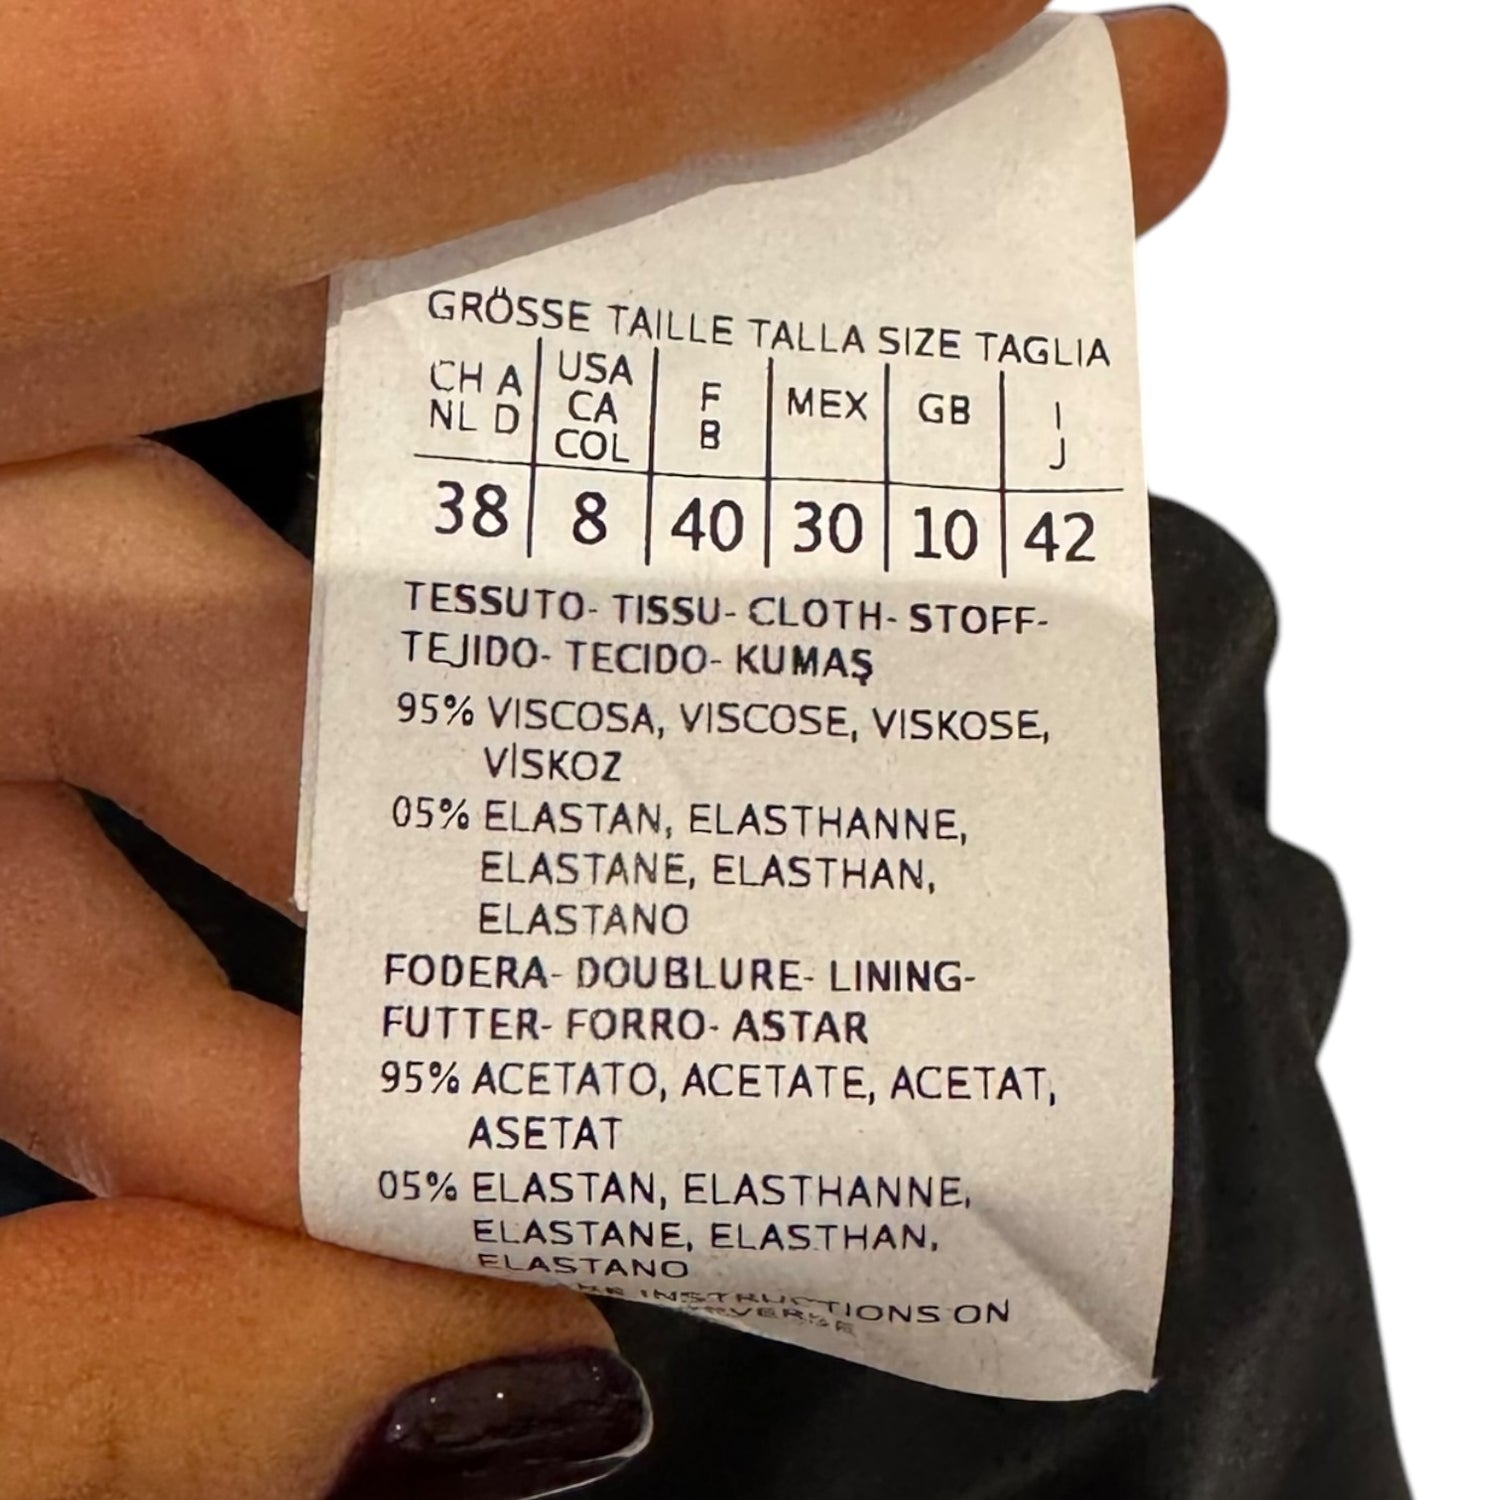 GRÖSSE TAILLE TALLA SIZE TAGLIA
CH A NL D | USA CA COL | F B | MEX | GB | I J
38 | 8 | 40 | 30 | 10 | 42
TESSUTO- TISSU- CLOTH- STOFF-
TEJIDO- TECIDO- KUMAŞ
95% VISCOSA, VISCOSE, VISKOSE,
VİSKOZ
05% ELASTAN, ELASTHANNE,
ELASTANE, ELASTHAN,
ELASTANO
FODERA- DOUBLURE- LINING-
FUTTER- FORRO- ASTAR
95% ACETATO, ACETATE, ACETAT,
ASETAT
05% ELASTAN, ELASTHANNE,
ELASTANE, ELASTHAN,
ELASTANO
INSTRUCTIONS ON